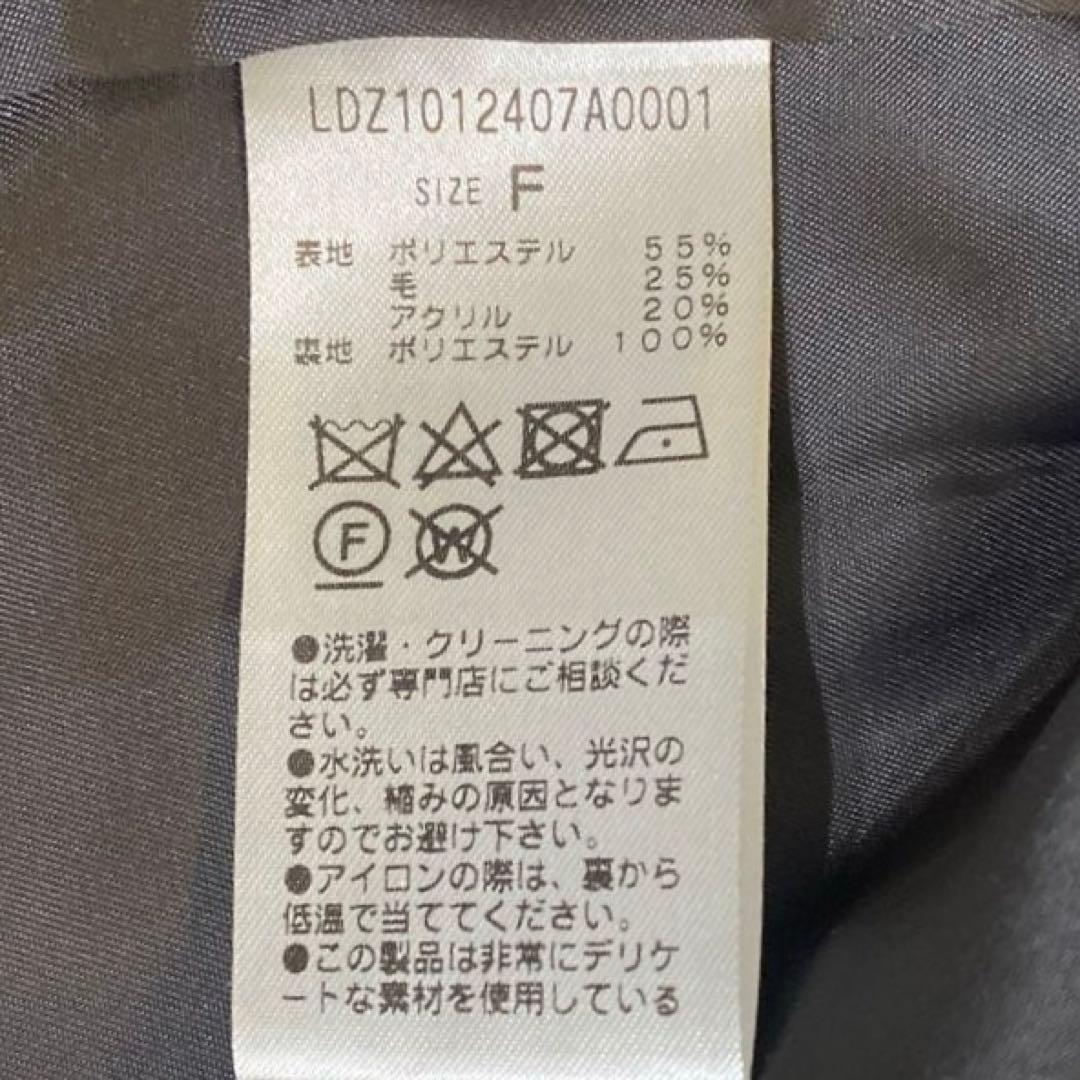 LDZ1012407A0001
SIZE F
表地 ポリエステル 55%
毛 25%
アクリル 20%
裏地 ポリエステル 100%
F W
●洗濯・クリーニングの際
は必ず専門店にご相談くだ
さい。
●水洗いは風合い、光沢の
変化、縮みの原因となりま
すのでお避け下さい。
●アイロンの際は、裏から
低温で当ててください。
●この製品は非常にデリケ
ートな素材を使用している